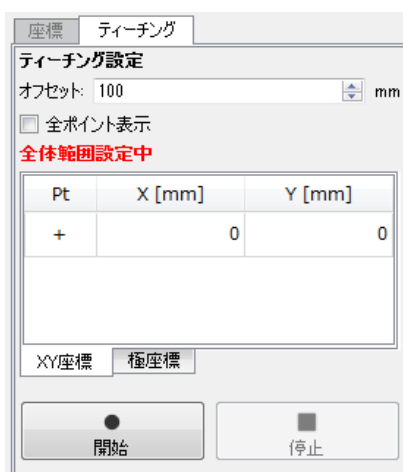 座標 ティーチング
ティーチング設定
オフセット: 100 mm
全ポイント表示
全体範囲設定中
Pt X [mm] Y [mm]
+ 0 0
XY座標 極座標
開始 停止